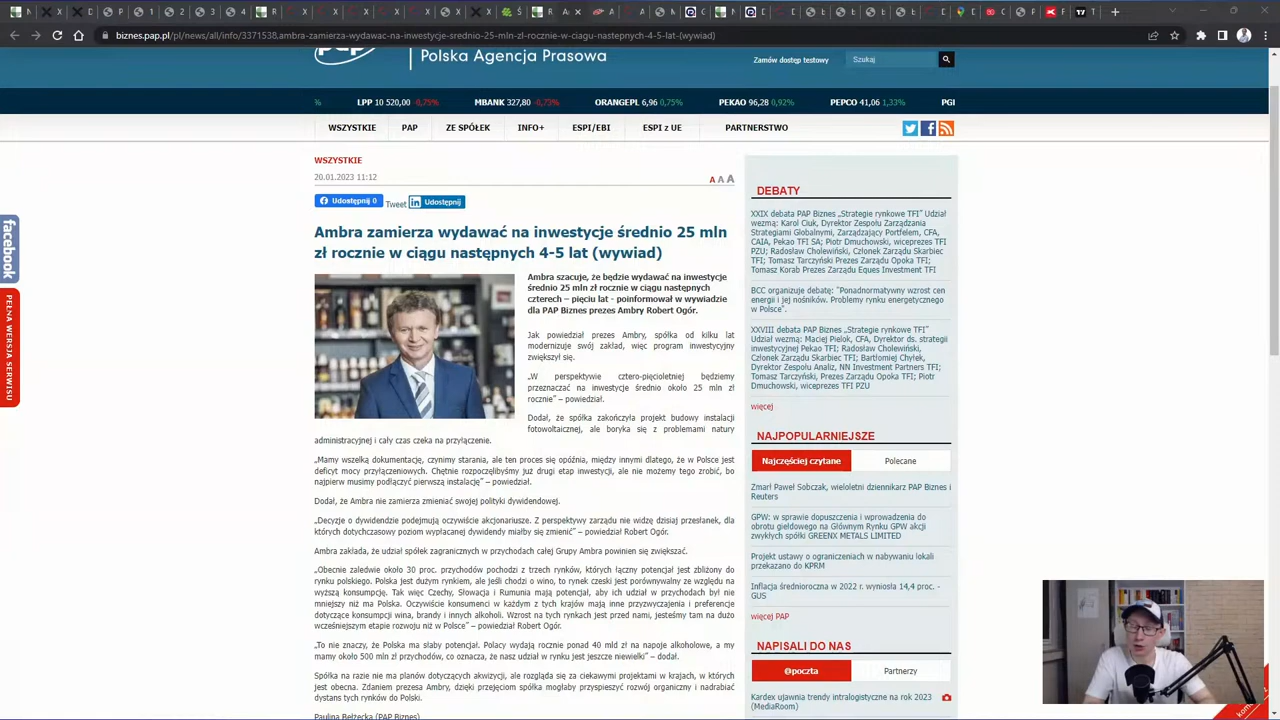 biznes.pap.pl/pl/news/all/info/3371538,ambra-zamierza-wydawac-na-inwestycje-srednio-25-mln-zl-rocznie-w-ciagu-nastepnych-4-5-lat-(wywiad)
pap
Polska Agencja Prasowa
Zamów dostęp testowy
Szukaj
% LPP 10 520,00 -0,75% MBANK 327,80 -0,73% ORANGEPL 6,96 0,75% PEKAO 96,28 0,92% PEPCO 41,06 1,33% PGI
WSZYSTKIE PAP ZE SPÓŁEK INFO+ ESPI/EBI ESPI z UE PARTNERSTWO
WSZYSTKIE
20.01.2023 11:12
A A A
Udostępnij 0 Tweet Udostępnij
Ambra zamierza wydawać na inwestycje średnio 25 mln
zł rocznie w ciągu następnych 4-5 lat (wywiad)
Ambra szacuje, że będzie wydawać na inwestycje
średnio 25 mln zł rocznie w ciągu następnych
czterech – pięciu lat - poinformował w wywiadzie
dla PAP Biznes prezes Ambry Robert Ogór.
Jak powiedział prezes Ambry, spółka od kilku lat
modernizuje swój zakład, więc program inwestycyjny
zwiększył się.
„W perspektywie cztero-pięcioletniej będziemy
przeznaczać na inwestycje średnio około 25 mln zł
rocznie” – powiedział.
Dodał, że spółka zakończyła projekt budowy instalacji
fotowoltaicznej, ale boryka się z problemami natury
administracyjnej i cały czas czeka na przyłączenie.
„Mamy wszelką dokumentację, czynimy starania, ale ten proces się opóźnia, między innymi dlatego, że w Polsce jest
deficyt mocy przyłączeniowych. Chętnie rozpoczęlibyśmy już drugi etap inwestycji, ale nie możemy tego zrobić, bo
najpierw musimy podłączyć pierwszą instalację” – powiedział.
Dodał, że Ambra nie zamierza zmieniać swojej polityki dywidendowej.
„Decyzje o dywidendzie podejmują oczywiście akcjonariusze. Z perspektywy zarządu nie widzę dzisiaj przesłanek, dla
których dotychczasowy poziom wypłacanej dywidendy miałby się zmienić” – powiedział Robert Ogór.
Ambra zakłada, że udział spółek zagranicznych w przychodach całej Grupy Ambra powinien się zwiększać.
„Obecnie zaledwie około 30 proc. przychodów pochodzi z trzech rynków, których łączny potencjał jest zbliżony do
rynku polskiego. Polska jest dużym rynkiem, ale jeśli chodzi o wino, to rynek czeski jest porównywalny ze względu na
wyższą konsumpcję. Tak więc Czechy, Słowacja i Rumunia mają potencjał, aby ich udział w przychodach był nie
mniejszy niż ma Polska. Oczywiście konsumenci w każdym z tych krajów mają inne przyzwyczajenia i preferencje
dotyczące konsumpcji wina, brandy i innych alkoholi. Wzrost na tych rynkach jest przed nami, jesteśmy tam na dużo
wcześniejszym etapie rozwoju niż w Polsce” – powiedział Robert Ogór.
„To nie znaczy, że Polska ma słaby potencjał. Polacy wydają rocznie ponad 40 mld zł na napoje alkoholowe, a my
mamy około 500 mln zł przychodów, co oznacza, że nasz udział w rynku jest jeszcze niewielki” – dodał.
Spółka na razie nie ma planów dotyczących akwizycji, ale rozgląda się za ciekawymi projektami w krajach, w których
jest obecna. Zdaniem prezesa Ambry, dzięki przejęciom spółka mogłaby przyspieszyć rozwój organiczny i nadrabiać
dystans tych rynków do Polski.
Paulina Bełżecka (PAP Biznes)
DEBATY
XXIX debata PAP Biznes „Strategie rynkowe TFI” Udział
wezmą: Karol Ciuk, Dyrektor Zespołu Zarządzania
Strategiami Globalnymi, Zarządzający Portfelem, CFA,
CAIA, Pekao TFI SA; Piotr Dmuchowski, wiceprezes TFI
PZU; Radosław Cholewiński, Członek Zarządu Skarbiec
TFI; Tomasz Tarczyński Prezes Zarządu Opoka TFI;
Tomasz Korab Prezes Zarządu Eques Investment TFI
BCC organizuje debatę: "Ponadnormatywny wzrost cen
energii i jej nośników. Problemy rynku energetycznego
w Polsce".
XXVIII debata PAP Biznes „Strategie rynkowe TFI”
Udział wezmą: Maciej Pielok, CFA, Dyrektor ds. strategii
inwestycyjnej Pekao TFI; Radosław Cholewiński,
Członek Zarządu Skarbiec TFI; Bartłomiej Chyłek,
Dyrektor Zespołu Analiz, NN Investment Partners TFI;
Tomasz Tarczyński, Prezes Zarządu Opoka TFI; Piotr
Dmuchowski, wiceprezes TFI PZU
więcej
NAJPOPULARNIEJSZE
Najczęściej czytane Polecane
Zmarł Paweł Sobczak, wieloletni dziennikarz PAP Biznes i
Reuters
GPW: w sprawie dopuszczenia i wprowadzenia do
obrotu giełdowego na Głównym Rynku GPW akcji
zwykłych spółki GREENX METALS LIMITED
Projekt ustawy o ograniczeniach w nabywaniu lokali
przekazano do KPRM
Inflacja średnioroczna w 2022 r. wyniosła 14,4 proc. -
GUS
więcej PAP
NAPISALI DO NAS
@poczta Partnerzy
Kardex ujawnia trendy intralogistyczne na rok 2023
(MediaRoom)
facebook
PEŁNA WERSJA SERWISU